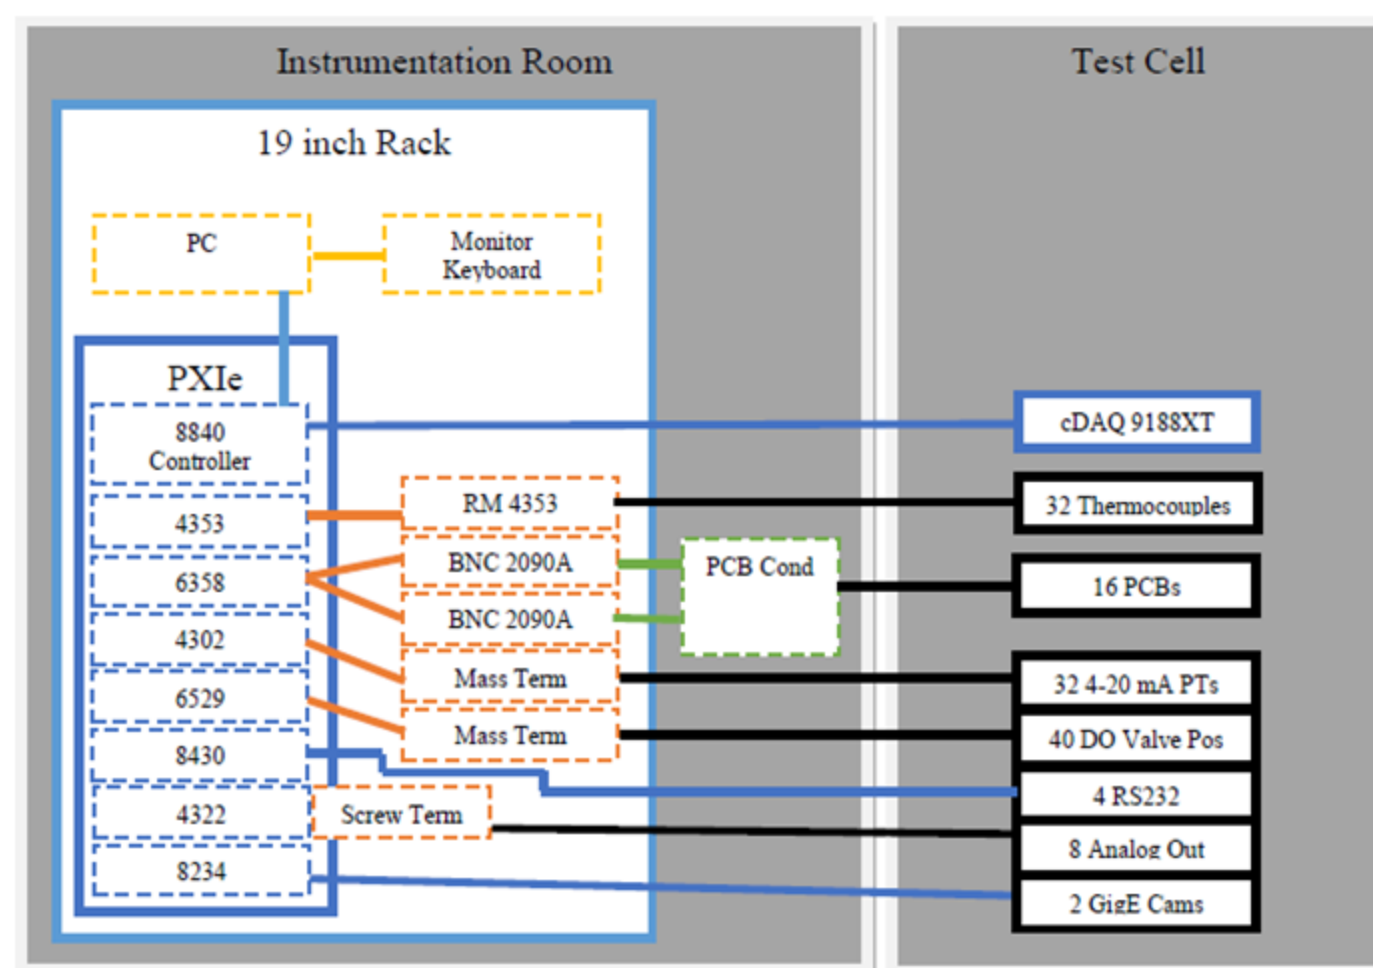 Instrumentation Room
Test Cell
19 inch Rack
PC
Monitor
Keyboard
PXIe
8840
Controller
cDAQ 9188XT
4353
RM 4353
32 Thermocouples
6358
BNC 2090A
BNC 2090A
PCB Cond
16 PCBs
4302
Mass Term
32 4-20 mA PTs
6529
Mass Term
40 DO Valve Pos
8430
4 RS232
4322
Screw Term
8 Analog Out
8234
2 GigE Cams